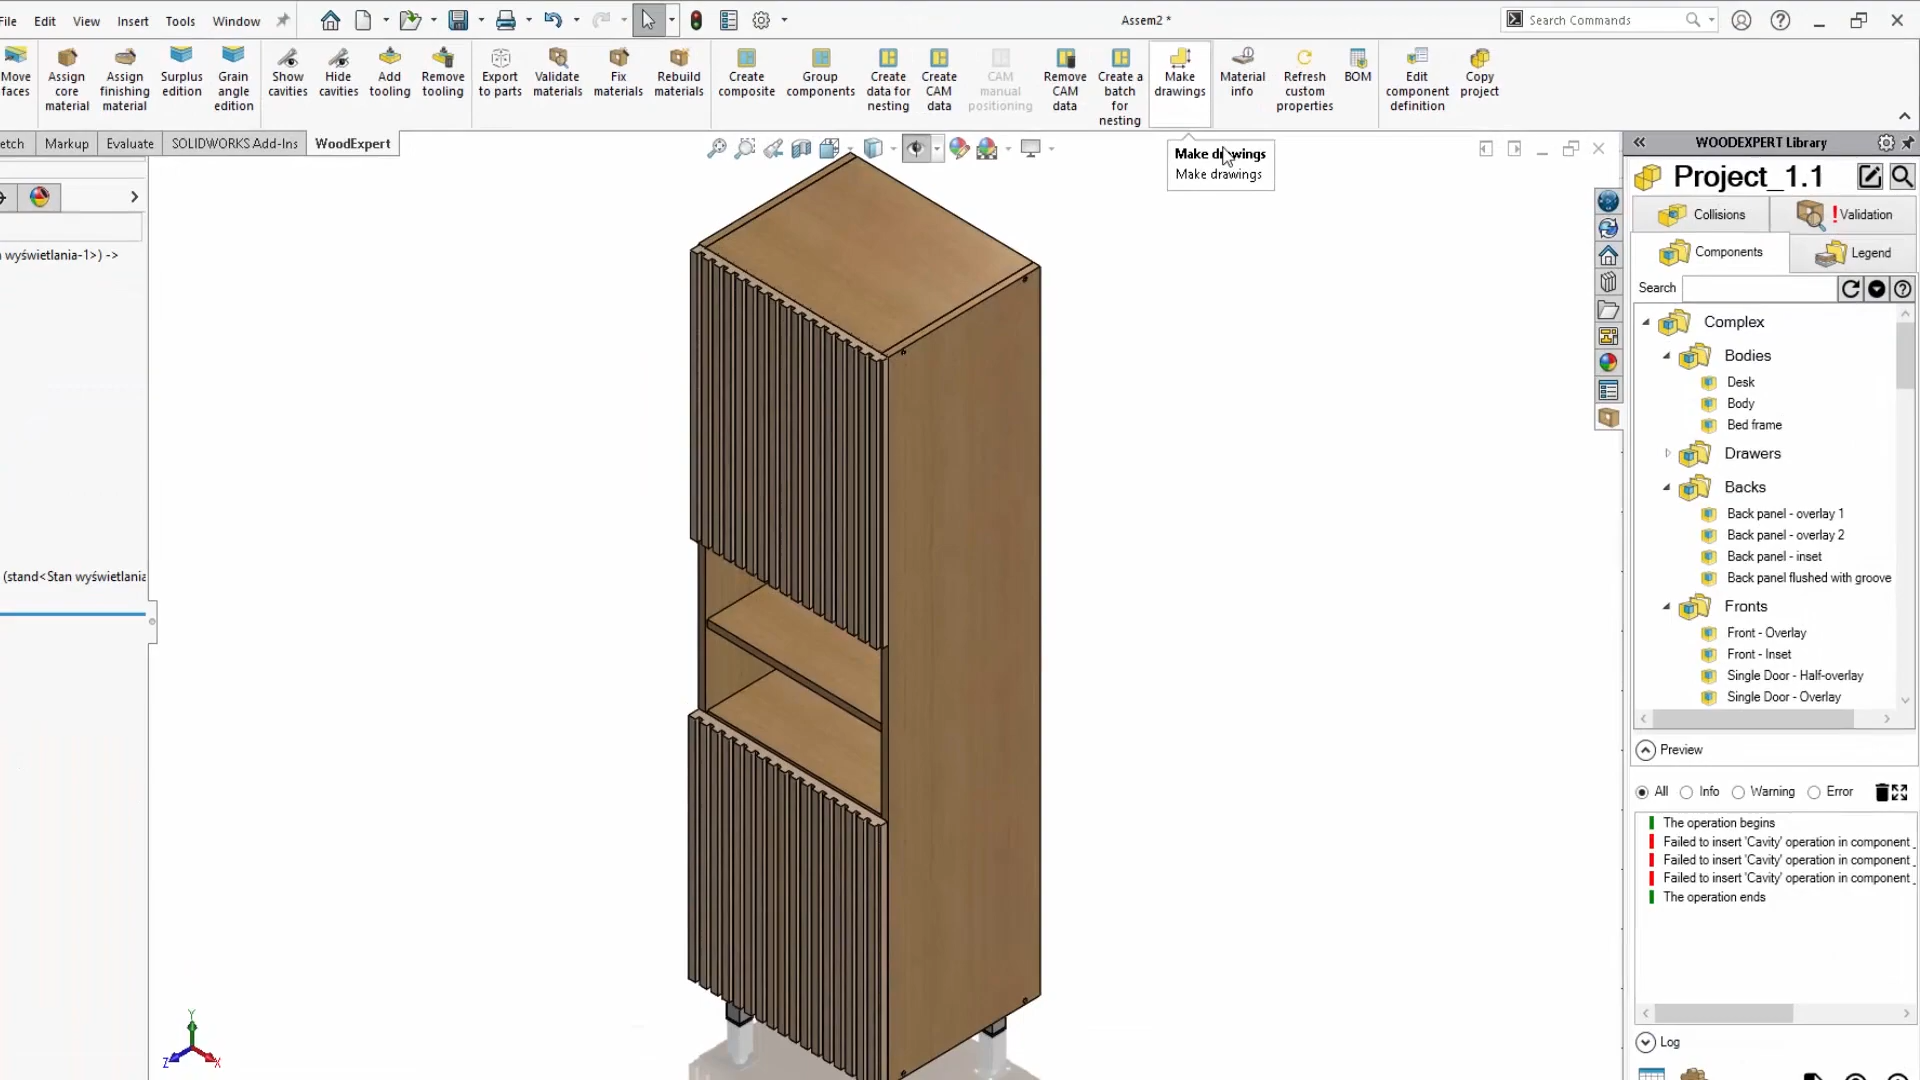 File Edit View Insert Tools Window
Assem2 *
Search Commands
Move faces
Assign core material
Assign finishing material
Surplus edition
Grain angle edition
Show cavities
Hide cavities
Add tooling
Remove tooling
Export to parts
Validate materials
Fix materials
Rebuild materials
Create composite
Group components
Create data for nesting
Create CAM data
CAM manual positioning
Remove CAM data
Create a batch for nesting
Make drawings
Material info
Refresh custom properties
BOM
Edit component definition
Copy project
etch Markup Evaluate SOLIDWORKS Add-Ins WoodExpert
Make drawings
Make drawings
wyświetlania-1>) ->
(stand<Stan wyświetlania
WOODEXPERT Library
Project_1.1
Collisions !Validation
Components Legend
Search
Complex
Bodies
Desk
Body
Bed frame
Drawers
Backs
Back panel - overlay 1
Back panel - overlay 2
Back panel - inset
Back panel flushed with groove
Fronts
Front - Overlay
Front - Inset
Single Door - Half-overlay
Single Door - Overlay
Preview
All Info Warning Error
The operation begins
Failed to insert 'Cavity' operation in component
Failed to insert 'Cavity' operation in component
Failed to insert 'Cavity' operation in component
The operation ends
Log
Y
Z X